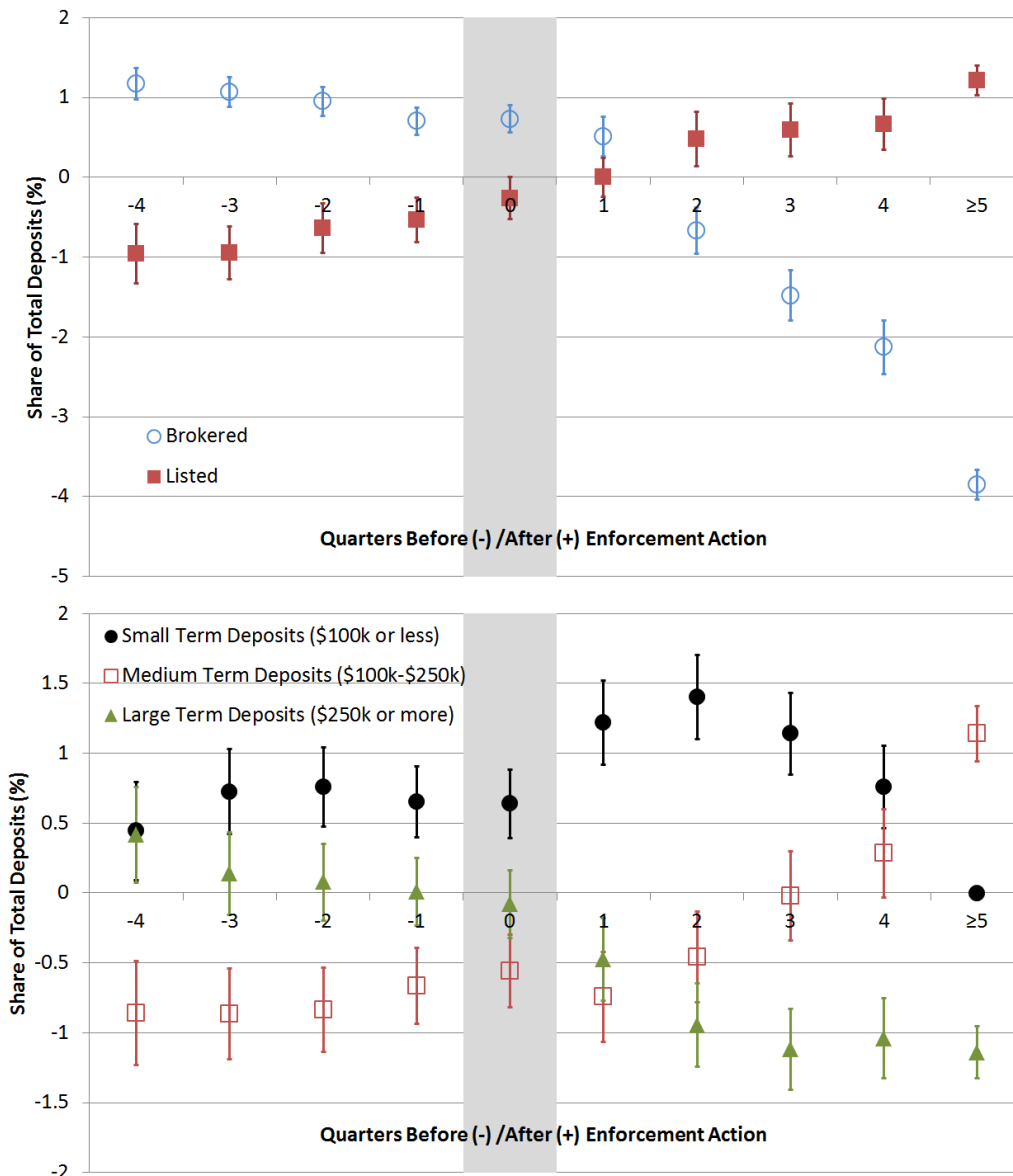 2
1
0
-1
-2
-3
-4
-5
Share of Total Deposits (%)
-4 -3 -2 -1 0 1 2 3 4 ≥5
Brokered
Listed
Quarters Before (-) /After (+) Enforcement Action
2
1.5
1
0.5
0
-0.5
-1
-1.5
-2
Share of Total Deposits (%)
Small Term Deposits ($100k or less)
Medium Term Deposits ($100k-$250k)
Large Term Deposits ($250k or more)
-4 -3 -2 -1 0 1 2 3 4 ≥5
Quarters Before (-) /After (+) Enforcement Action